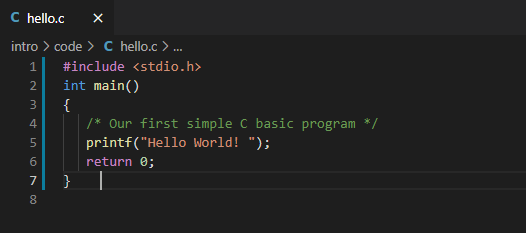 C hello.c ×
intro > code > C hello.c > ...
1 #include <stdio.h>
2 int main()
3 {
4 /* Our first simple C basic program */
5 printf("Hello World! ");
6 return 0;
7 }
8